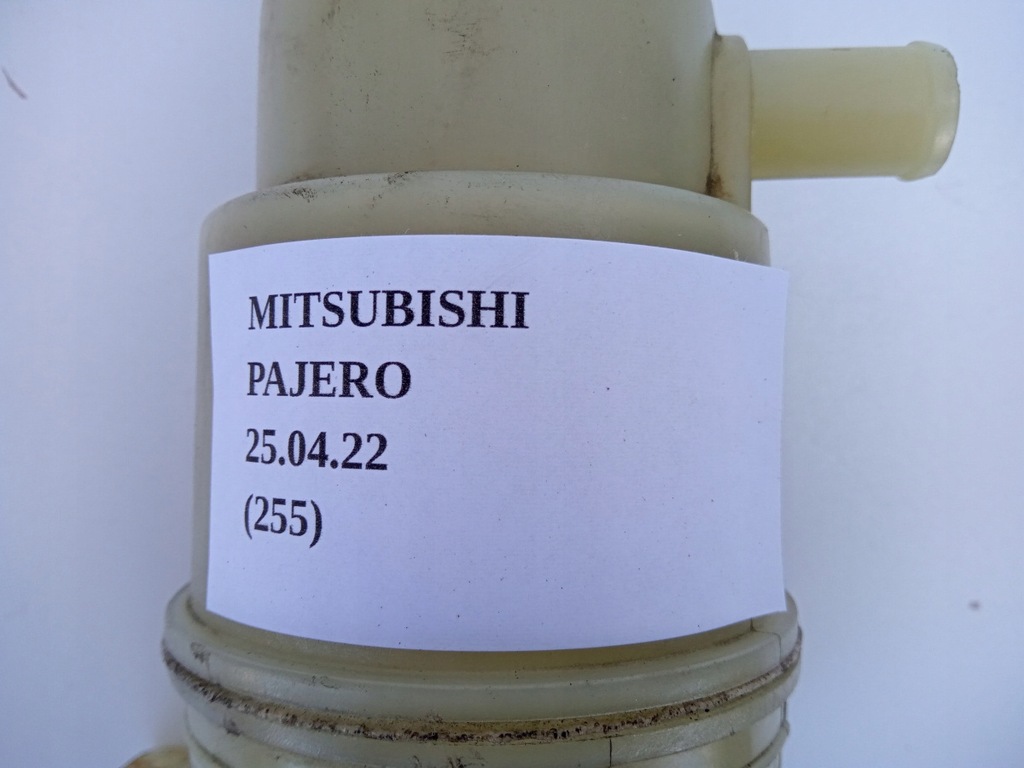 MITSUBISHI
PAJERO
25.04.22
(255)